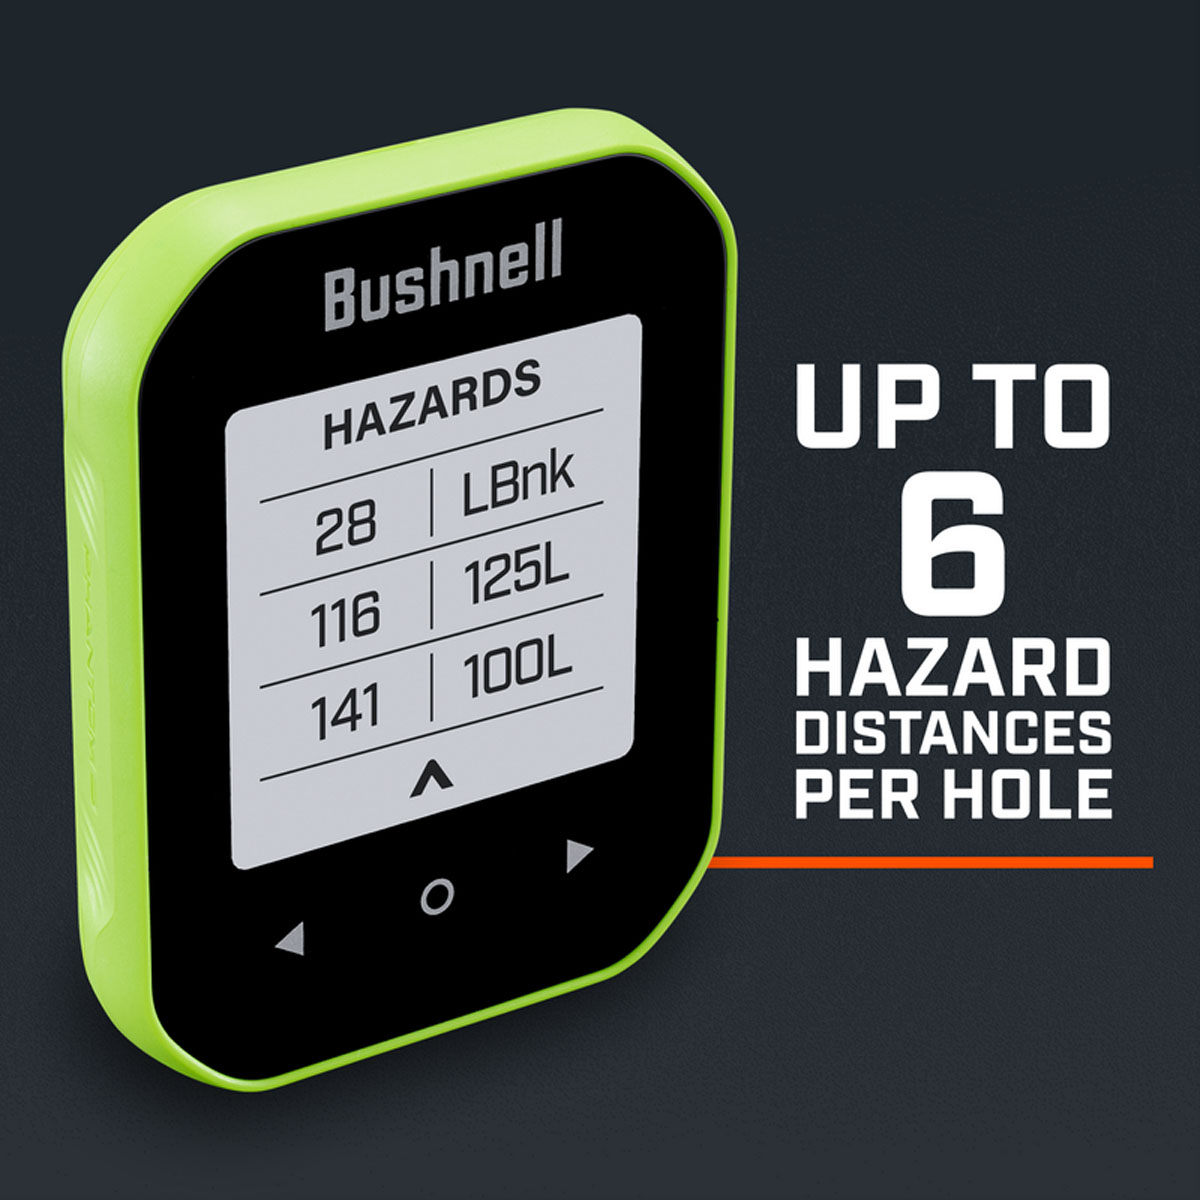 Bushnell
HAZARDS
28 LBnk
116 125L
141 100L
UP TO
6
HAZARD
DISTANCES
PER HOLE